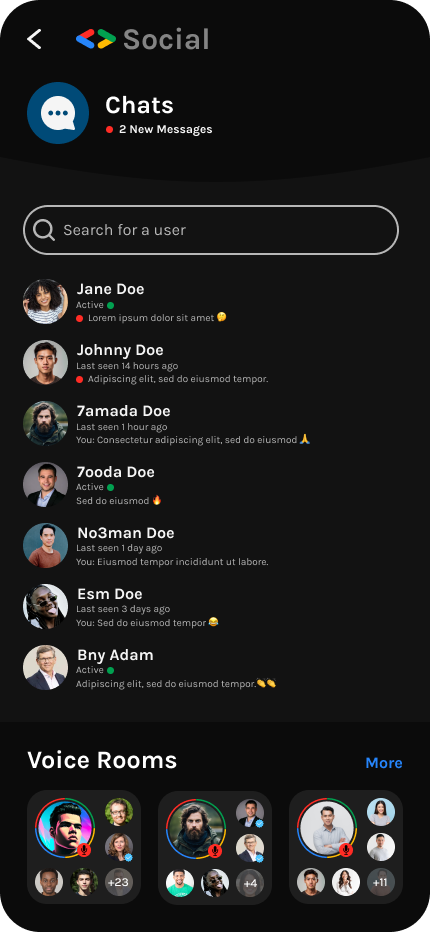 Social
Chats
2 New Messages
Search for a user
Jane Doe
Active
Lorem ipsum dolor sit amet 🤔
Johnny Doe
Last seen 14 hours ago
Adipiscing elit, sed do eiusmod tempor.
7amada Doe
Last seen 1 hour ago
You: Consectetur adipiscing elit, sed do eiusmod 🙏
7ooda Doe
Active
Sed do eiusmod 🔥
No3man Doe
Last seen 1 day ago
You: Eiusmod tempor incididunt ut labore.
Esm Doe
Last seen 3 days ago
You: Sed do eiusmod tempor 😂
Bny Adam
Active
Adipiscing elit, sed do eiusmod tempor.👏👏
Voice Rooms
More
+23
+4
+11